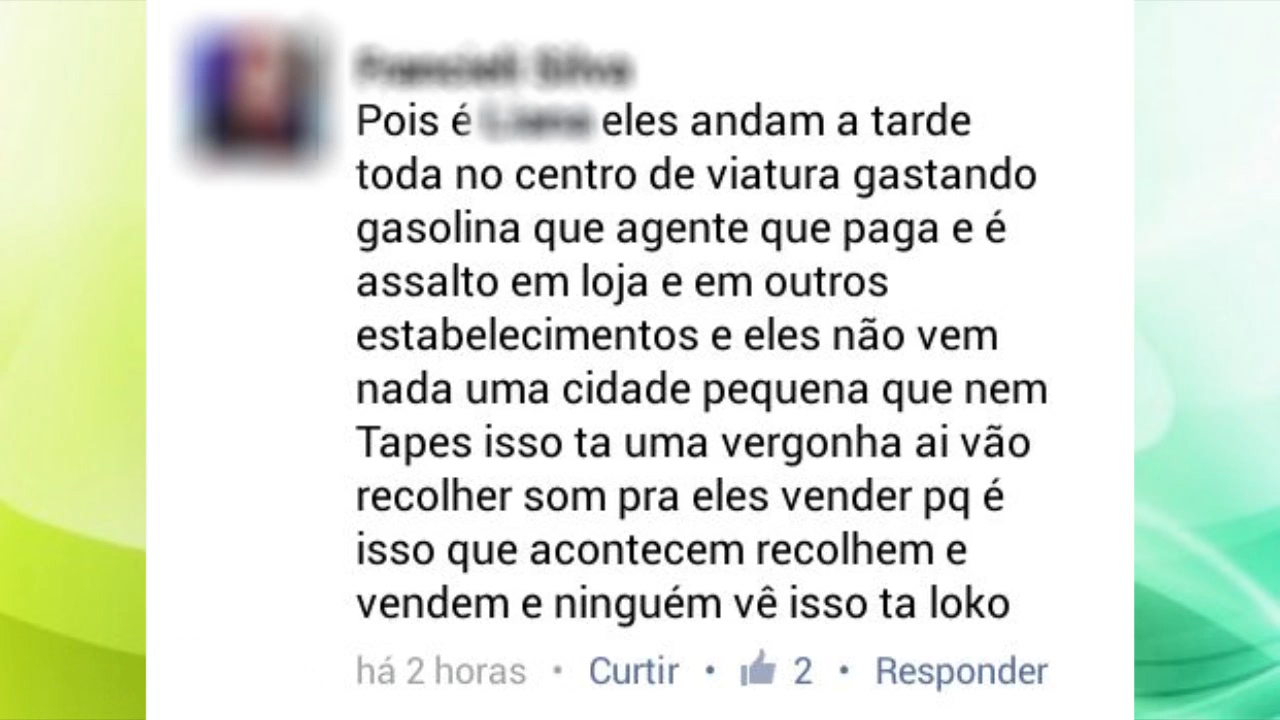 Pois é eles andam a tarde
toda no centro de viatura gastando
gasolina que agente que paga e é
assalto em loja e em outros
estabelecimentos e eles não vem
nada uma cidade pequena que nem
Tapes isso ta uma vergonha ai vão
recolher som pra eles vender pq é
isso que acontecem recolhem e
vendem e ninguém vê isso ta loko
há 2 horas • Curtir • 2 • Responder